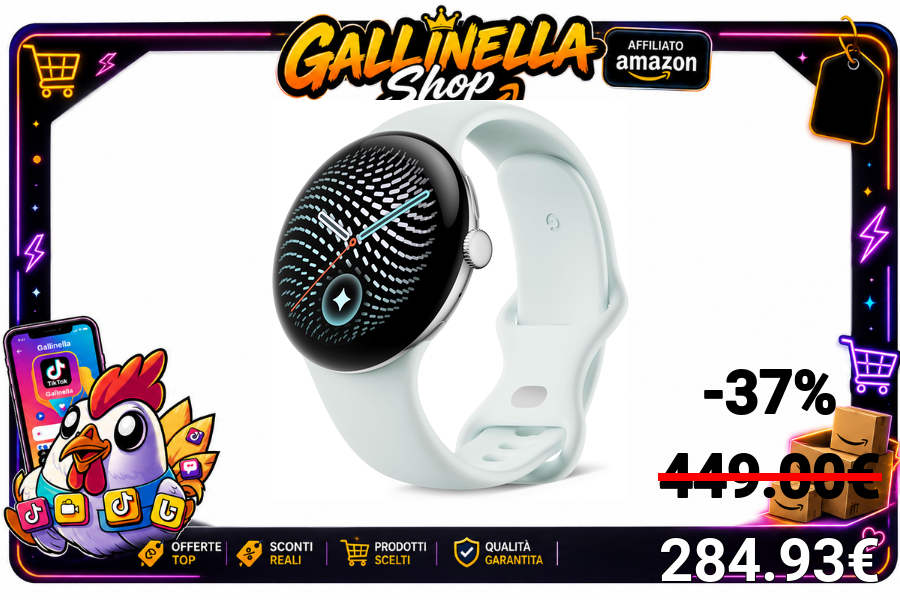 GALLINELLA
Shop
AFFILIATO
amazon
Gallinella
TikTok
Gallinella
-37%
449.00€
284.93€
OFFERTE
TOP
SCONTI
REALI
PRODOTTI
SCELTI
QUALITÀ
GARANTITA